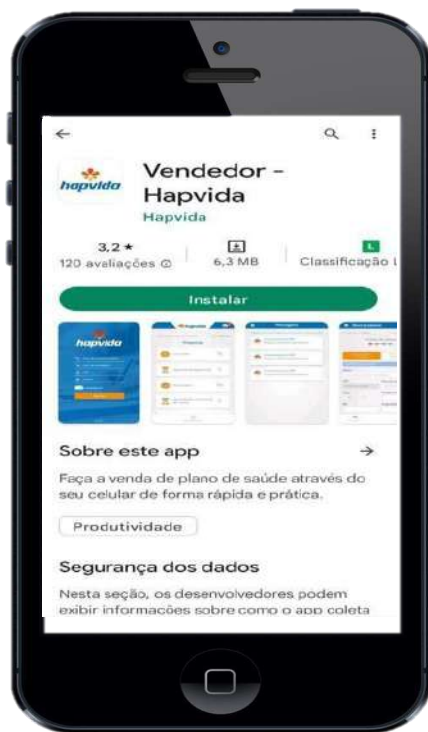 hapvida
Vendedor -
Hapvida
Hapvida
3,2 ★
120 avaliações
6,3 MB
L
Classificação L
Instalar
hapvida
Sobre este app
Faça a venda de plano de saúde através do
seu celular de forma rápida e prática.
Produtividade
Segurança dos dados
Nesta seção, os desenvolvedores podem
exibir informações sobre como o app coleta